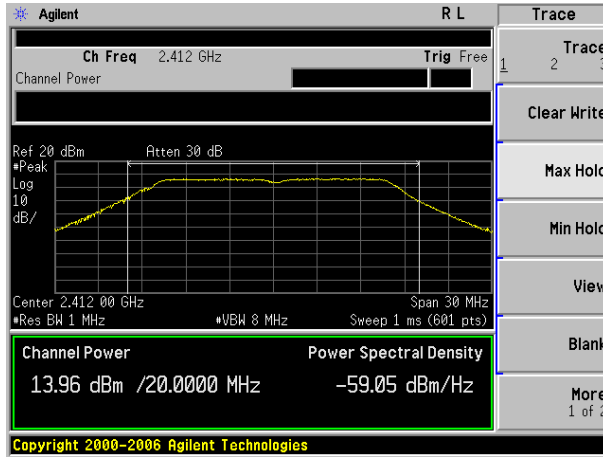 Agilent R L Trace
Ch Freq 2.412 GHz Trig Free
Channel Power
Trace
1 2 3
Clear Write
Max Hold
Min Hold
View
Blank
More
1 of 2
Ref 20 dBm Atten 30 dB
#Peak
Log
10
dB/
Center 2.412 00 GHz Span 30 MHz
#Res BW 1 MHz #VBW 8 MHz Sweep 1 ms (601 pts)
Channel Power Power Spectral Density
13.96 dBm /20.0000 MHz -59.05 dBm/Hz
Copyright 2000-2006 Agilent Technologies